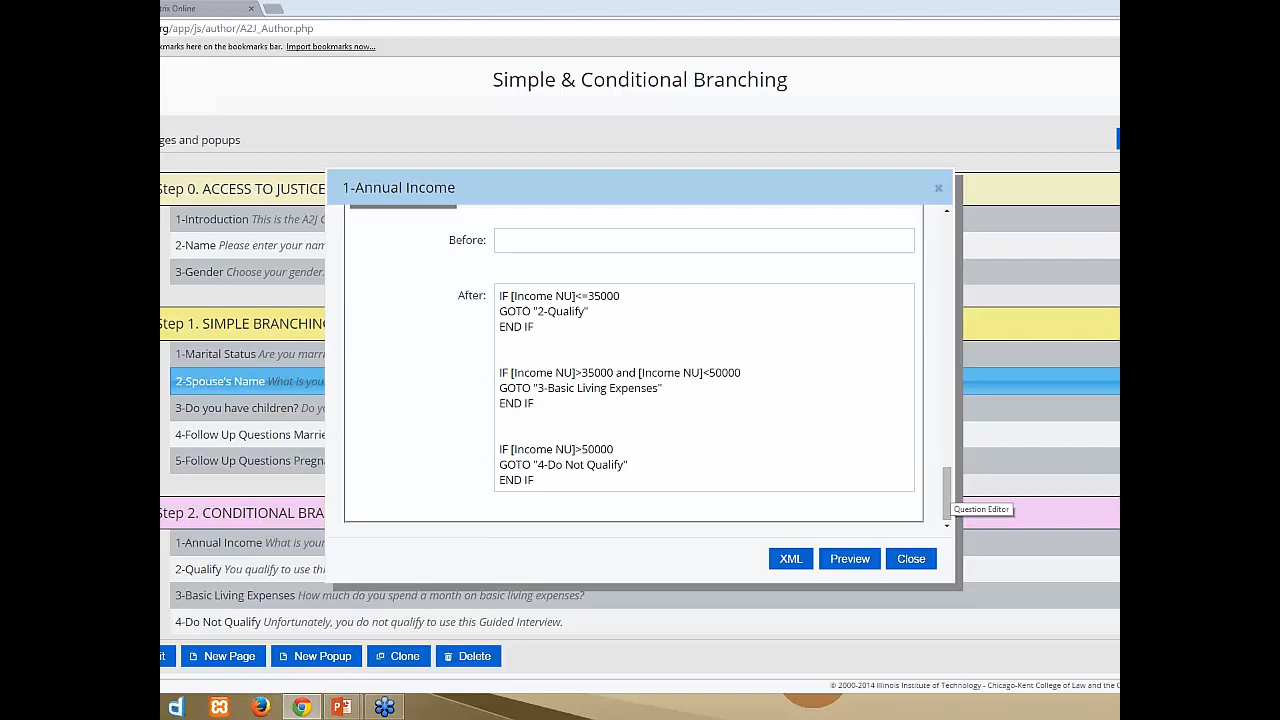 trix Online
rg/app/js/author/A2J_Author.php
kmarks here on the bookmarks bar. Import bookmarks now...
Simple & Conditional Branching
ges and popups
Step 0. ACCESS TO JUSTICE
1-Introduction This is the A2J
2-Name Please enter your nam
3-Gender Choose your gender.
Step 1. SIMPLE BRANCHING
1-Marital Status Are you marri
2-Spouse's Name What is you
3-Do you have children? Do yo
4-Follow Up Questions Marrie
5-Follow Up Questions Pregn
Step 2. CONDITIONAL BRA
1-Annual Income What is your
2-Qualify You qualify to use thi
3-Basic Living Expenses How much do you spend a month on basic living expenses?
4-Do Not Qualify Unfortunately, you do not qualify to use this Guided Interview.
1-Annual Income
Before:
After:
IF [Income NU]<=35000
GOTO "2-Qualify"
END IF
IF [Income NU]>35000 and [Income NU]<50000
GOTO "3-Basic Living Expenses"
END IF
IF [Income NU]>50000
GOTO "4-Do Not Qualify"
END IF
Question Editor
XML Preview Close
it New Page New Popup Clone Delete
© 2000-2014 Illinois Institute of Technology - Chicago-Kent College of Law and the C